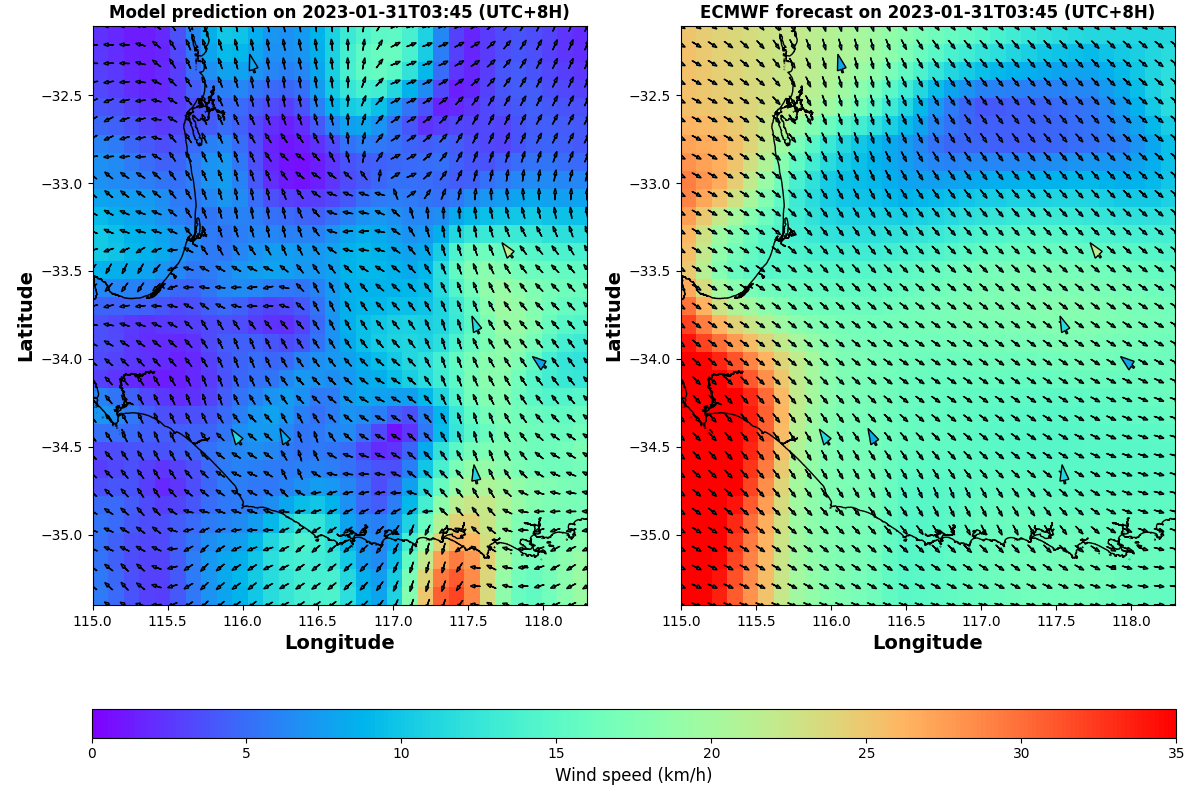 Model prediction on 2023-01-31T03:45 (UTC+8H)
ECMWF forecast on 2023-01-31T03:45 (UTC+8H)
Latitude
−32.5
−33.0
−33.5
−34.0
−34.5
−35.0
115.0 115.5 116.0 116.5 117.0 117.5 118.0
Longitude
Latitude
−32.5
−33.0
−33.5
−34.0
−34.5
−35.0
115.0 115.5 116.0 116.5 117.0 117.5 118.0
Longitude
0 5 10 15 20 25 30 35
Wind speed (km/h)